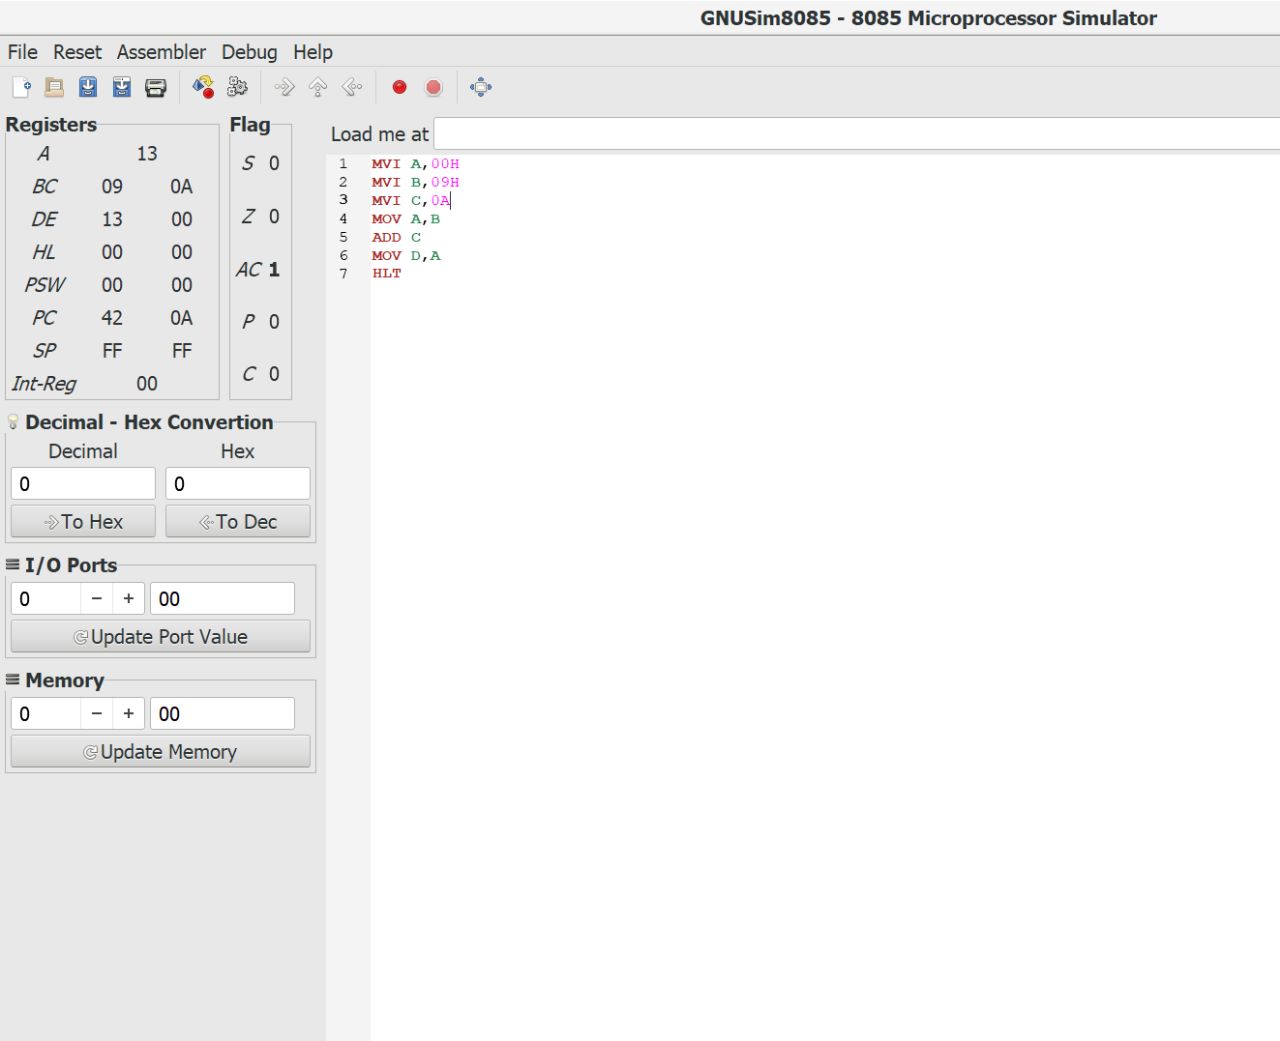 GNUSim8085 - 8085 Microprocessor Simulator
File Reset Assembler Debug Help
Registers
A 13
BC 09 0A
DE 13 00
HL 00 00
PSW 00 00
PC 42 0A
SP FF FF
Int-Reg 00
Flag
S 0
Z 0
AC 1
P 0
C 0
Decimal - Hex Convertion
Decimal Hex
0 0
To Hex To Dec
I/O Ports
0 − + 00
Update Port Value
Memory
0 − + 00
Update Memory
Load me at
1 MVI A,00H
2 MVI B,09H
3 MVI C,0A
4 MOV A,B
5 ADD C
6 MOV D,A
7 HLT